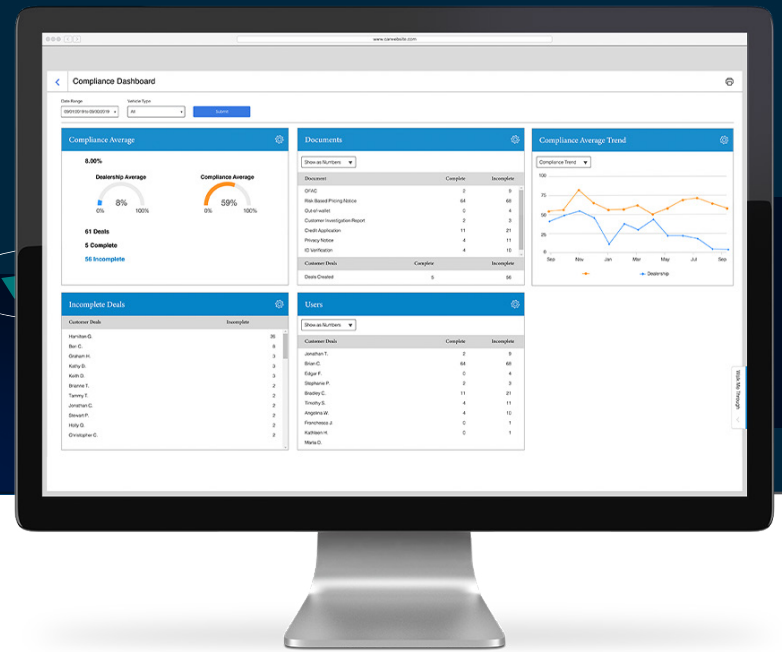 www.carwebsite.com
Compliance Dashboard
Date Range
Vehicle Type
All
Submit
Compliance Average
8.00%
Dealership Average
Compliance Average
8%
59%
0% 100%
0% 100%
61 Deals
5 Complete
56 Incomplete
Documents
Show as Numbers
Document Complete Incomplete
OFAC 2 9
Risk Based Pricing Notice 64 68
Out of wallet 0 4
Customer Investigation Report 2 3
Credit Application 11 21
Privacy Notice 4 11
ID Verification 4 10
Customer Deals Complete Incomplete
Deals Created 5 56
Compliance Average Trend
Compliance Trend
100
75
50
25
0
Sep Nov Jan Mar May Jul Sep
Dealership
Incomplete Deals
Customer Deals Incomplete
Hamilton G. 35
Ben C. 8
Graham H. 3
Kathy D. 3
Keith D. 3
Brianne T. 2
Tammy T. 2
Jonathan C. 2
Stewart P. 2
Holly G. 2
Christopher C. 2
Users
Show as Numbers
Customer Deals Complete Incomplete
Jonathan T. 2 9
Brian C. 64 68
Edgar F. 0 4
Stephanie P. 2 3
Bradley C. 11 21
Timothy S. 4 11
Angelina W. 4 10
Franchesca J. 0 1
Kathleen H. 0 1
Maria D.
Walk Me Through